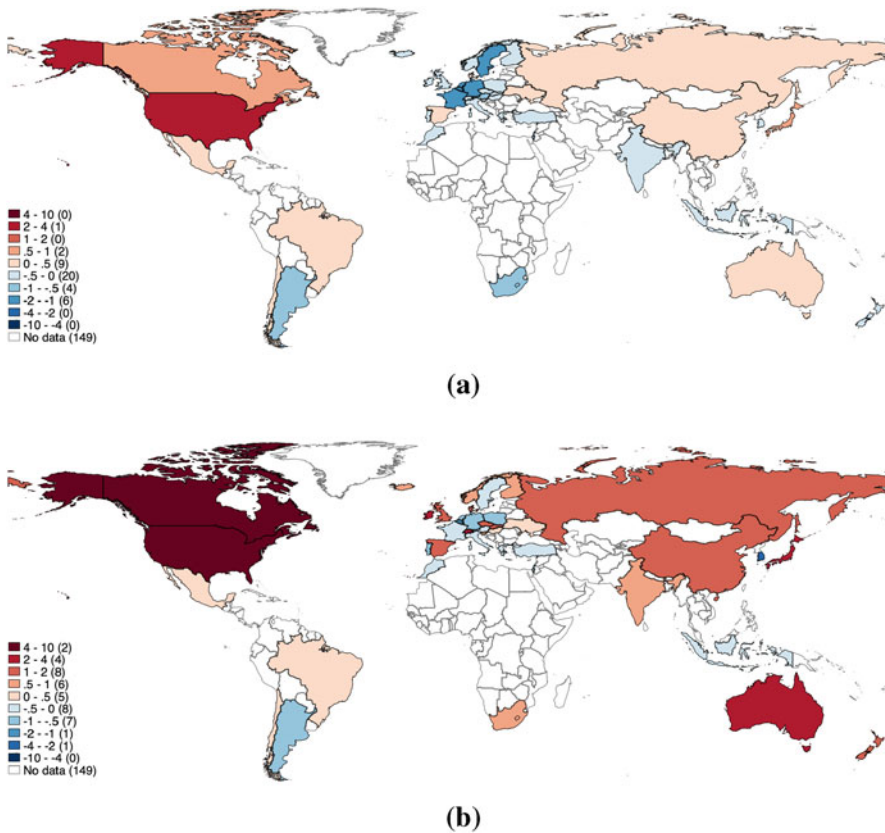 4 - 10 (0)
2 - 4 (1)
1 - 2 (0)
.5 - 1 (2)
0 - .5 (9)
-.5 - 0 (20)
-1 - -.5 (4)
-2 - -1 (6)
-4 - -2 (0)
-10 - -4 (0)
No data (149)
(a)
4 - 10 (2)
2 - 4 (4)
1 - 2 (8)
.5 - 1 (6)
0 - .5 (5)
-.5 - 0 (8)
-1 - -.5 (7)
-2 - -1 (1)
-4 - -2 (1)
-10 - -4 (0)
No data (149)
(b)